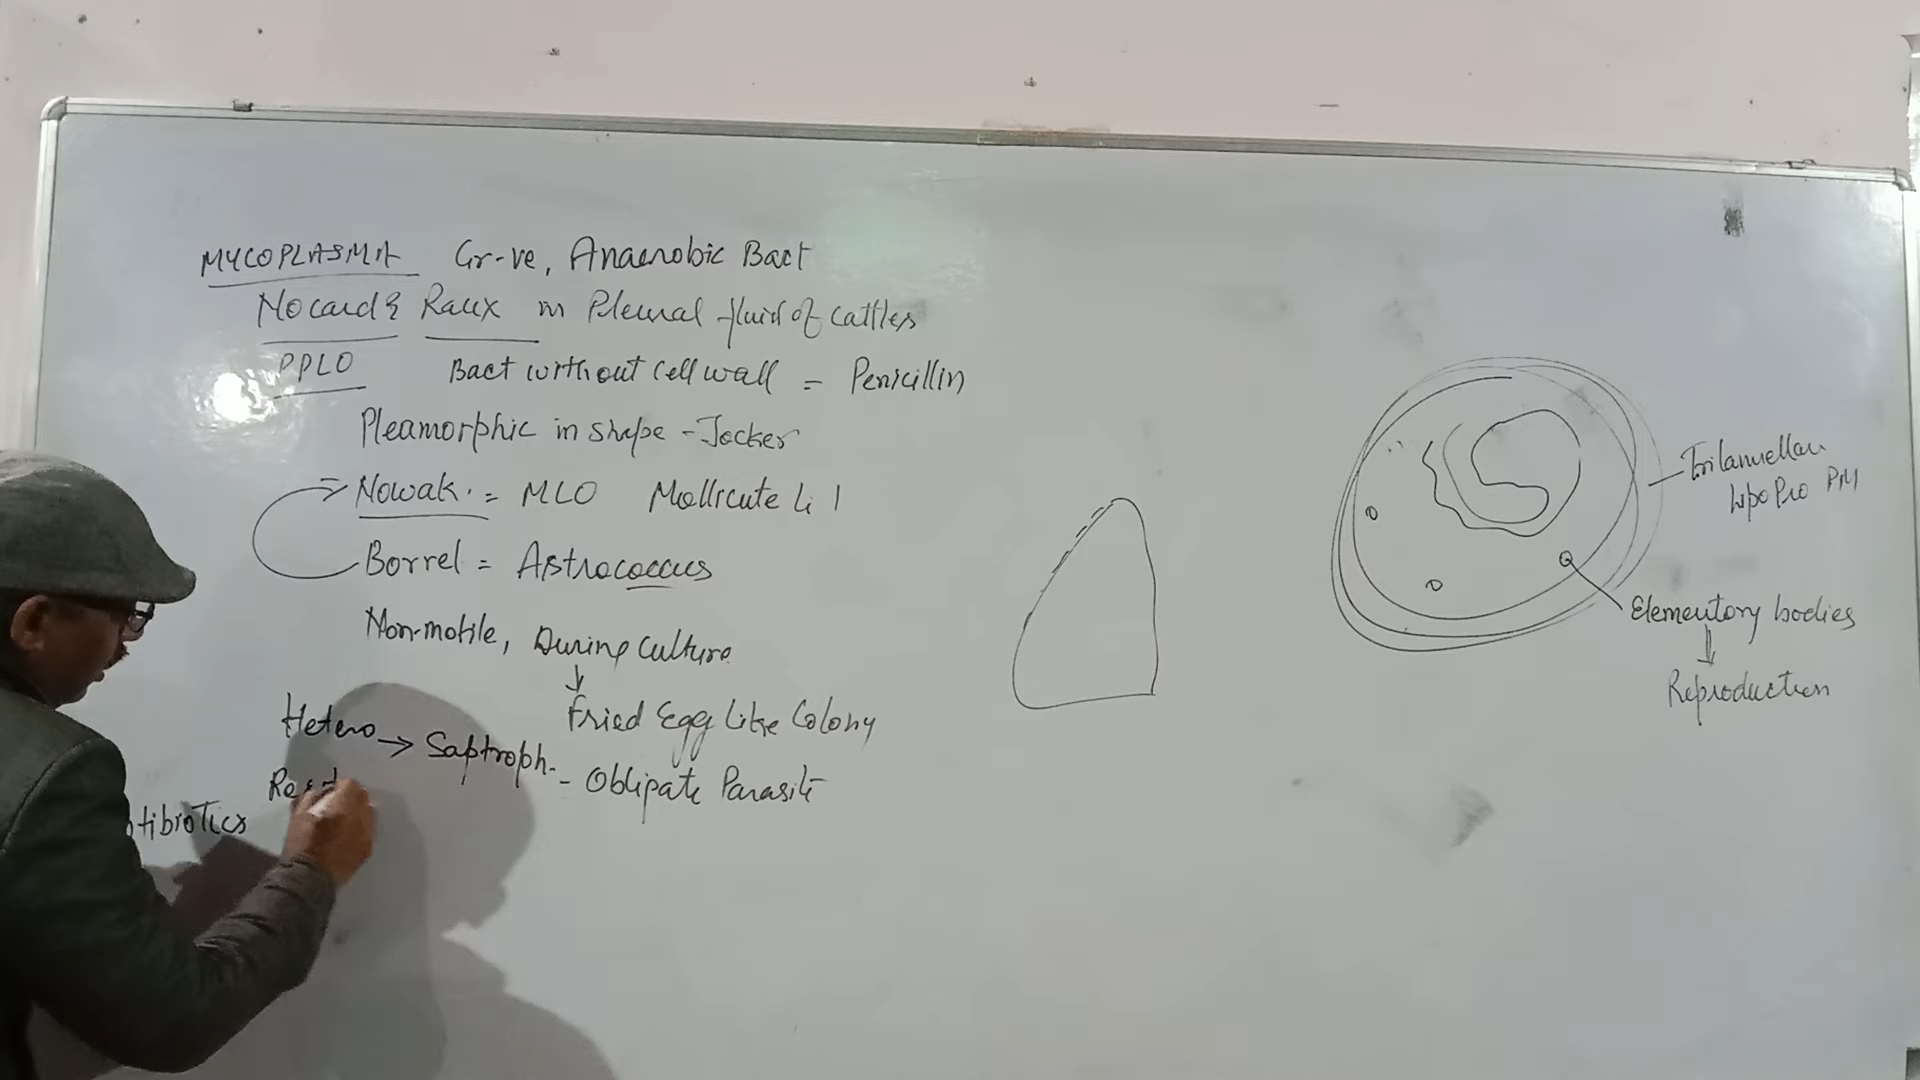 MYCOPLASMA Gr-ve, Anaerobic Bact
Nocard & Raux in Pleural fluid of cattles
PPLO Bact without cell wall = Penicillin
Pleamorphic in shape - Jocker
= Nowak. = MLO Mollicute
Borrel = Astrococcus
Non-motile, During culture
↓
Fried Egg Like Colony
Hetero → Saptroph. - Obligate Parasite
tibiotics
Trilamellar
Lipo Pro PM
Elementory bodies
↓
Reproduction